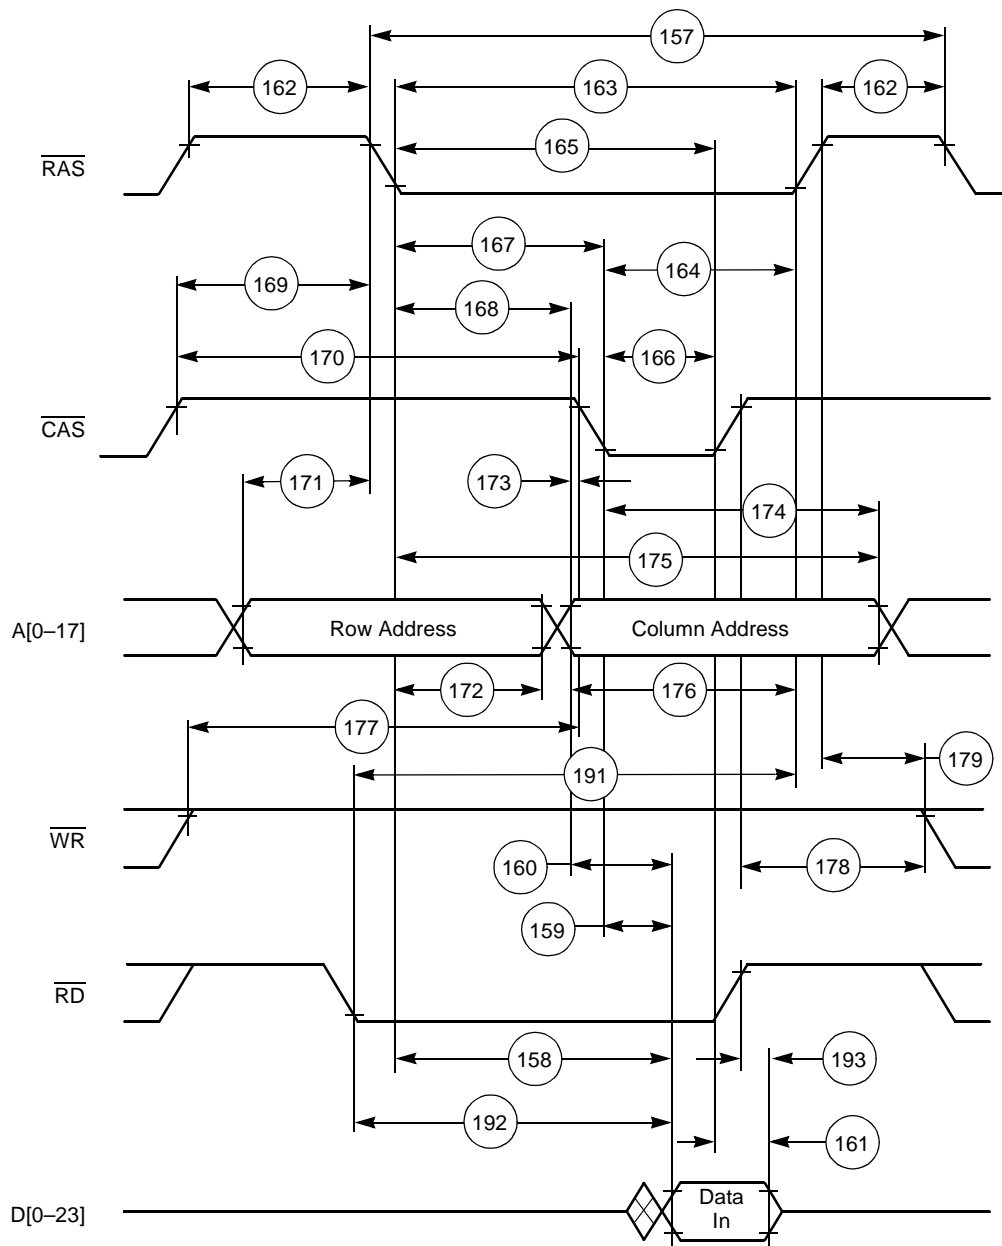 157
162 163 162
165
RAS
167
164
169
168
170 166
CAS
171 173
174
175
A[0–17] Row Address Column Address
172 176
177
179
191
WR
160 178
159
RD
158 193
192
161
D[0–23] Data
In